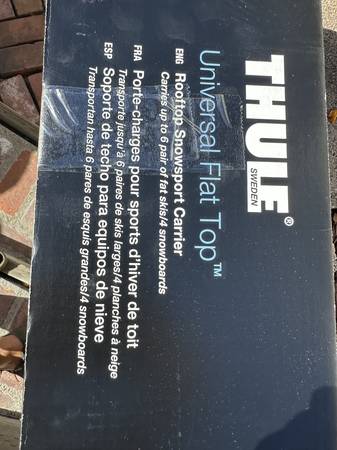 THULE®
SWEDEN
Universal Flat Top™
ENG Rooftop Snowsport Carrier
Carries up to 6 pair of fat skis/4 snowboards
FRA Porte-charges pour sports d'hiver de toit
Transporte jusqu'à 6 paires de skis larges/4 planches à neige
ESP Soporte de techo para equipos de nieve
Transportan hasta 6 pares de esquís grandes/4 snowboards